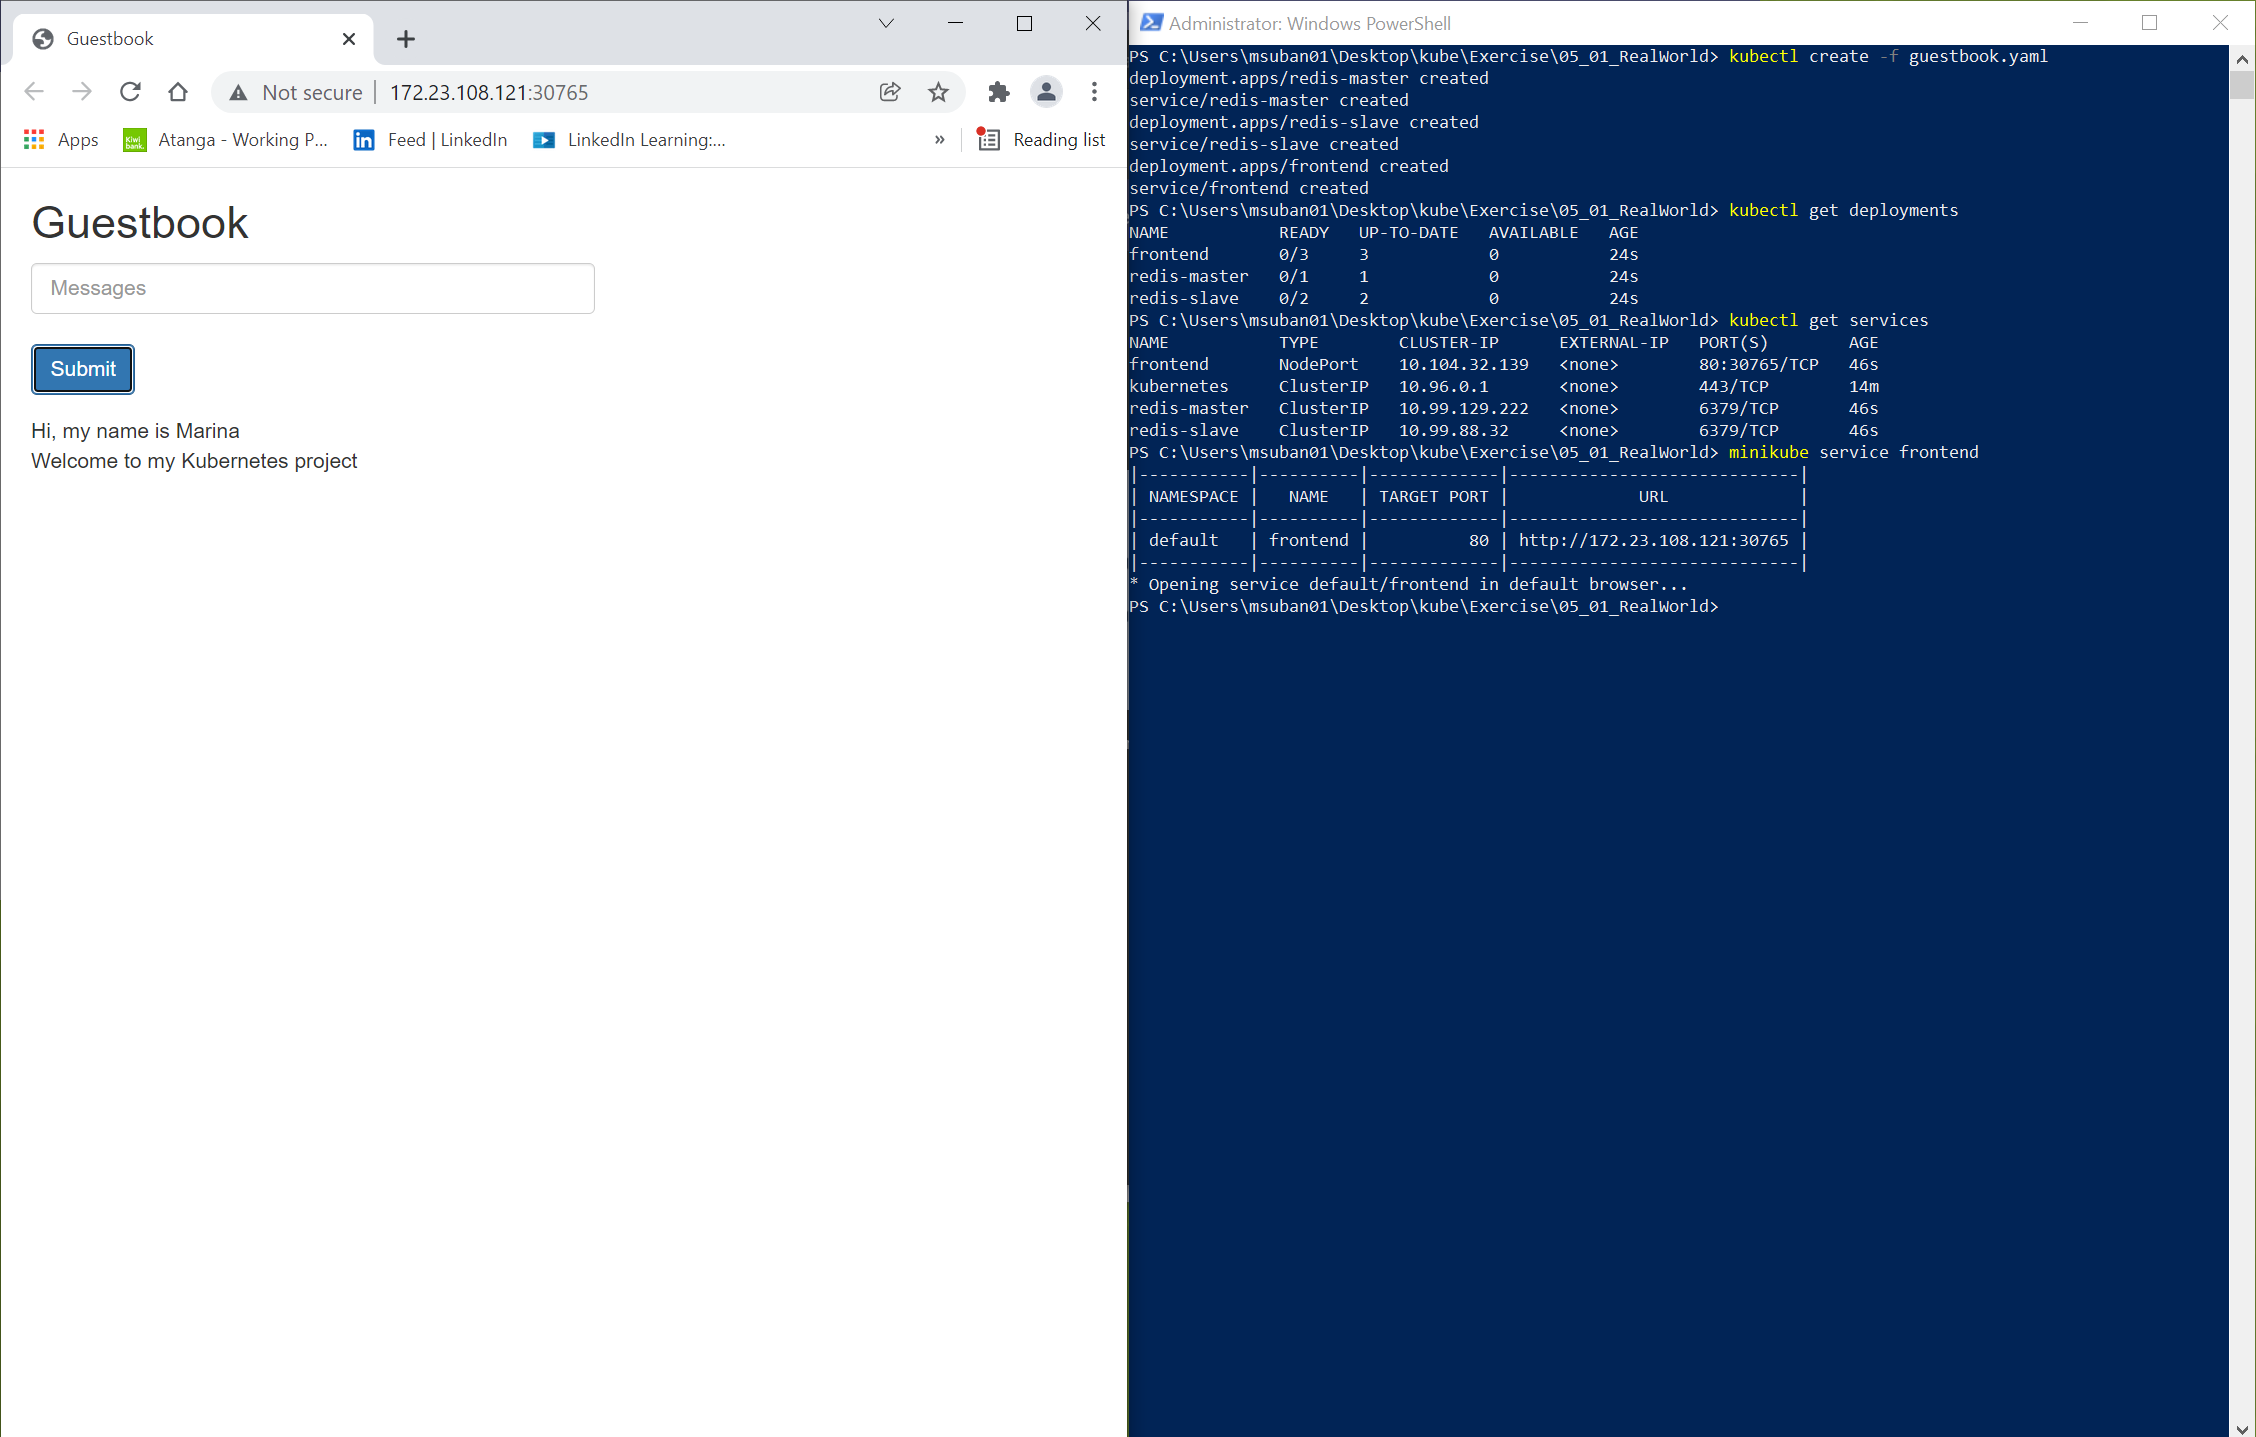 Guestbook
Not secure
172.23.108.121:30765
Apps
Kiwi bank.
Atanga - Working P...
in
Feed | LinkedIn
LinkedIn Learning:...
»
Reading list
Guestbook
Messages
Submit
Hi, my name is Marina
Welcome to my Kubernetes project
Administrator: Windows PowerShell
PS C:\Users\msuban01\Desktop\kube\Exercise\05_01_RealWorld> kubectl create -f guestbook.yaml
deployment.apps/redis-master created
service/redis-master created
deployment.apps/redis-slave created
service/redis-slave created
deployment.apps/frontend created
service/frontend created
PS C:\Users\msuban01\Desktop\kube\Exercise\05_01_RealWorld> kubectl get deployments
NAME           READY   UP-TO-DATE   AVAILABLE   AGE
frontend       0/3     3            0           24s
redis-master   0/1     1            0           24s
redis-slave    0/2     2            0           24s
PS C:\Users\msuban01\Desktop\kube\Exercise\05_01_RealWorld> kubectl get services
NAME           TYPE        CLUSTER-IP      EXTERNAL-IP   PORT(S)        AGE
frontend       NodePort    10.104.32.139   <none>        80:30765/TCP   46s
kubernetes     ClusterIP   10.96.0.1       <none>        443/TCP        14m
redis-master   ClusterIP   10.99.129.222   <none>        6379/TCP       46s
redis-slave    ClusterIP   10.99.88.32     <none>        6379/TCP       46s
PS C:\Users\msuban01\Desktop\kube\Exercise\05_01_RealWorld> minikube service frontend
|-----------|----------|-------------|-----------------------------|
| NAMESPACE |   NAME   | TARGET PORT |             URL             |
|-----------|----------|-------------|-----------------------------|
| default   | frontend |          80 | http://172.23.108.121:30765 |
|-----------|----------|-------------|-----------------------------|
* Opening service default/frontend in default browser...
PS C:\Users\msuban01\Desktop\kube\Exercise\05_01_RealWorld>